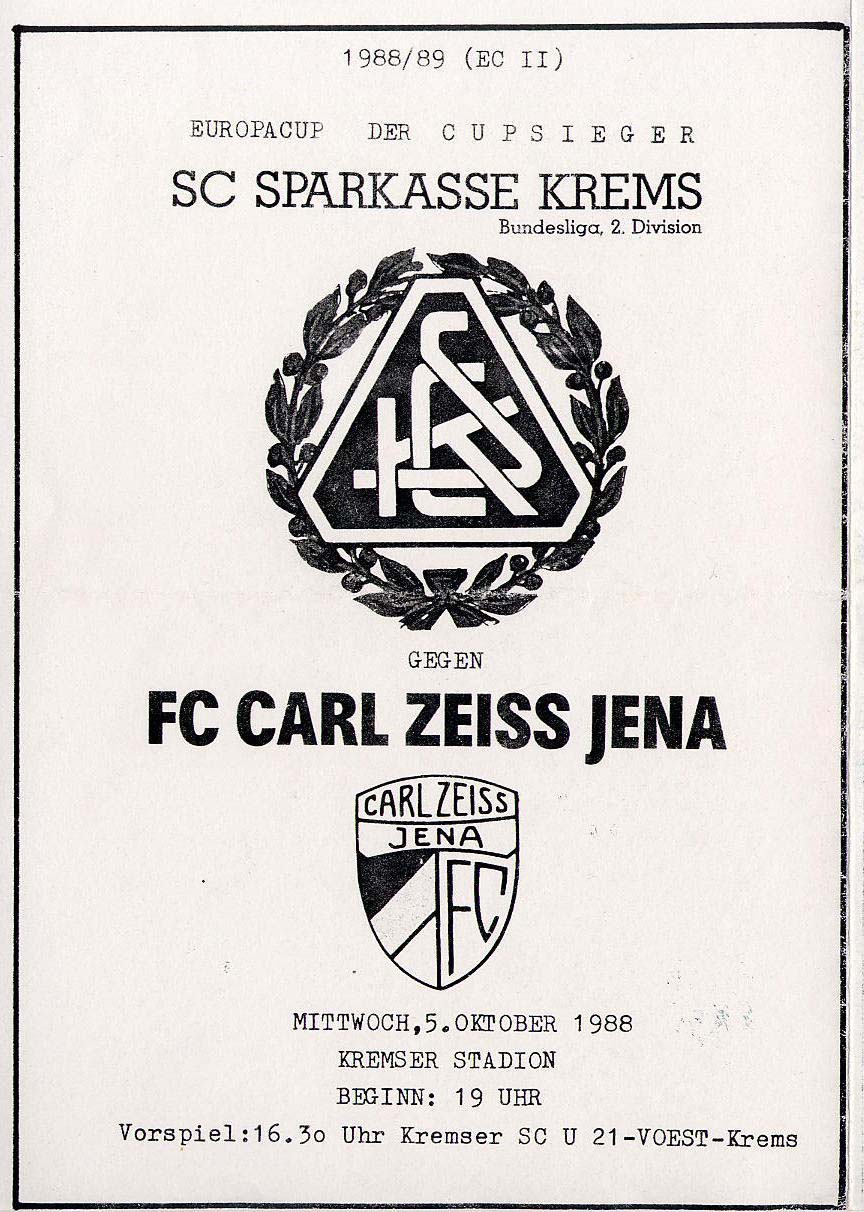 1988/89 (EC II)
EUROPACUP DER C U P S I E G E R
SC SPARKASSE KREMS
Bundesliga, 2. Division
KSC
GEGEN
FC CARL ZEISS JENA
CARL ZEISS
JENA
FC
MITTWOCH,5.OKTOBER 1988
KREMSER STADION
BEGINN: 19 UHR
Vorspiel:16.3o Uhr Kremser SC U 21-VOEST-Krems